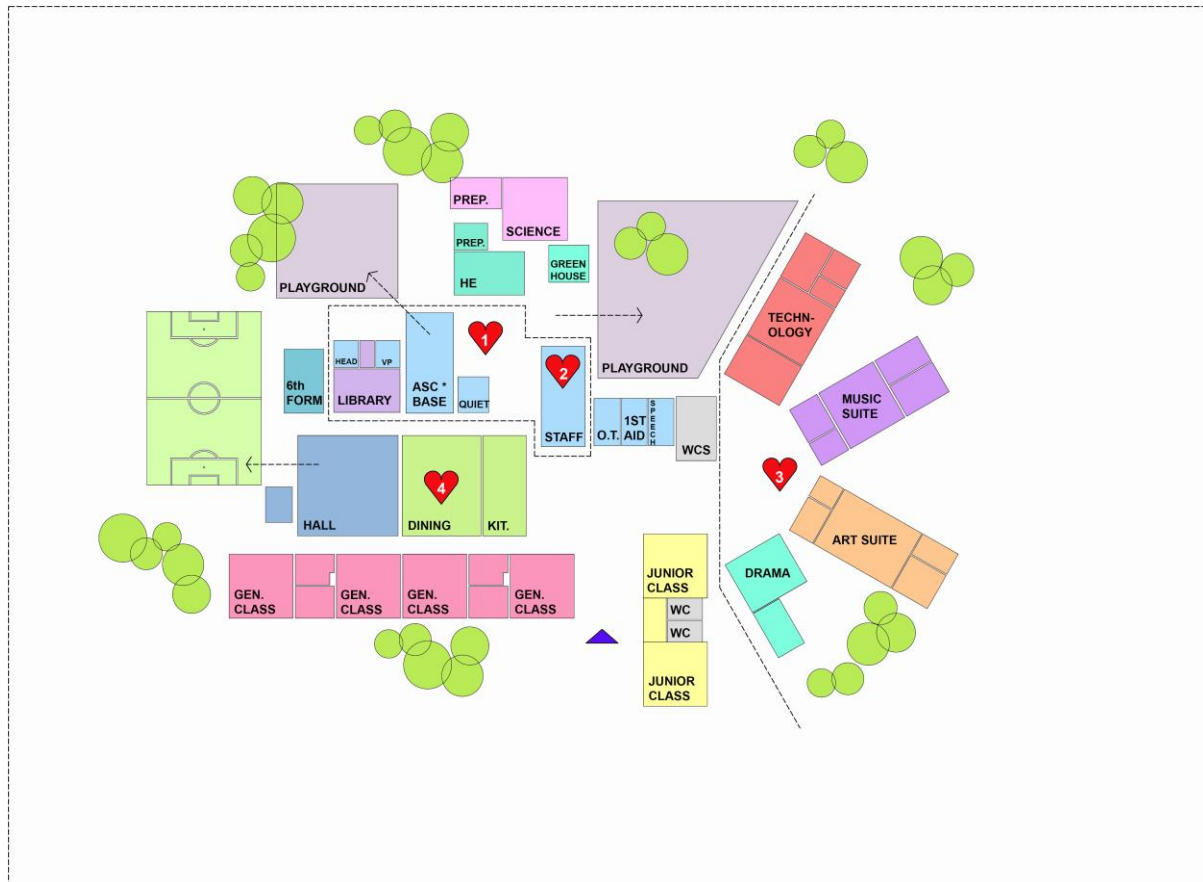 PREP.
SCIENCE
PREP.
HE
GREEN
HOUSE
PLAYGROUND
PLAYGROUND
TECHN-
OLOGY
MUSIC
SUITE
1
2
3
4
HEAD
VP
LIBRARY
ASC *
BASE
QUIET
STAFF
6th
FORM
O.T.
1ST
AID
SPEECH
WCS
HALL
DINING
KIT.
ART SUITE
DRAMA
JUNIOR
CLASS
WC
WC
JUNIOR
CLASS
GEN.
CLASS
GEN.
CLASS
GEN.
CLASS
GEN.
CLASS